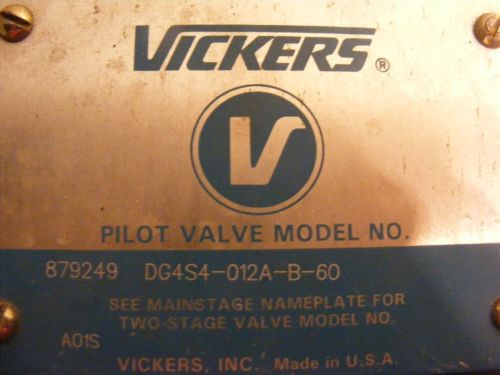 VICKERS®
V
PILOT VALVE MODEL NO.
879249 DG4S4-012A-B-60
SEE MAINSTAGE NAMEPLATE FOR
TWO-STAGE VALVE MODEL NO.
A01S
VICKERS, INC. Made in U.S.A.